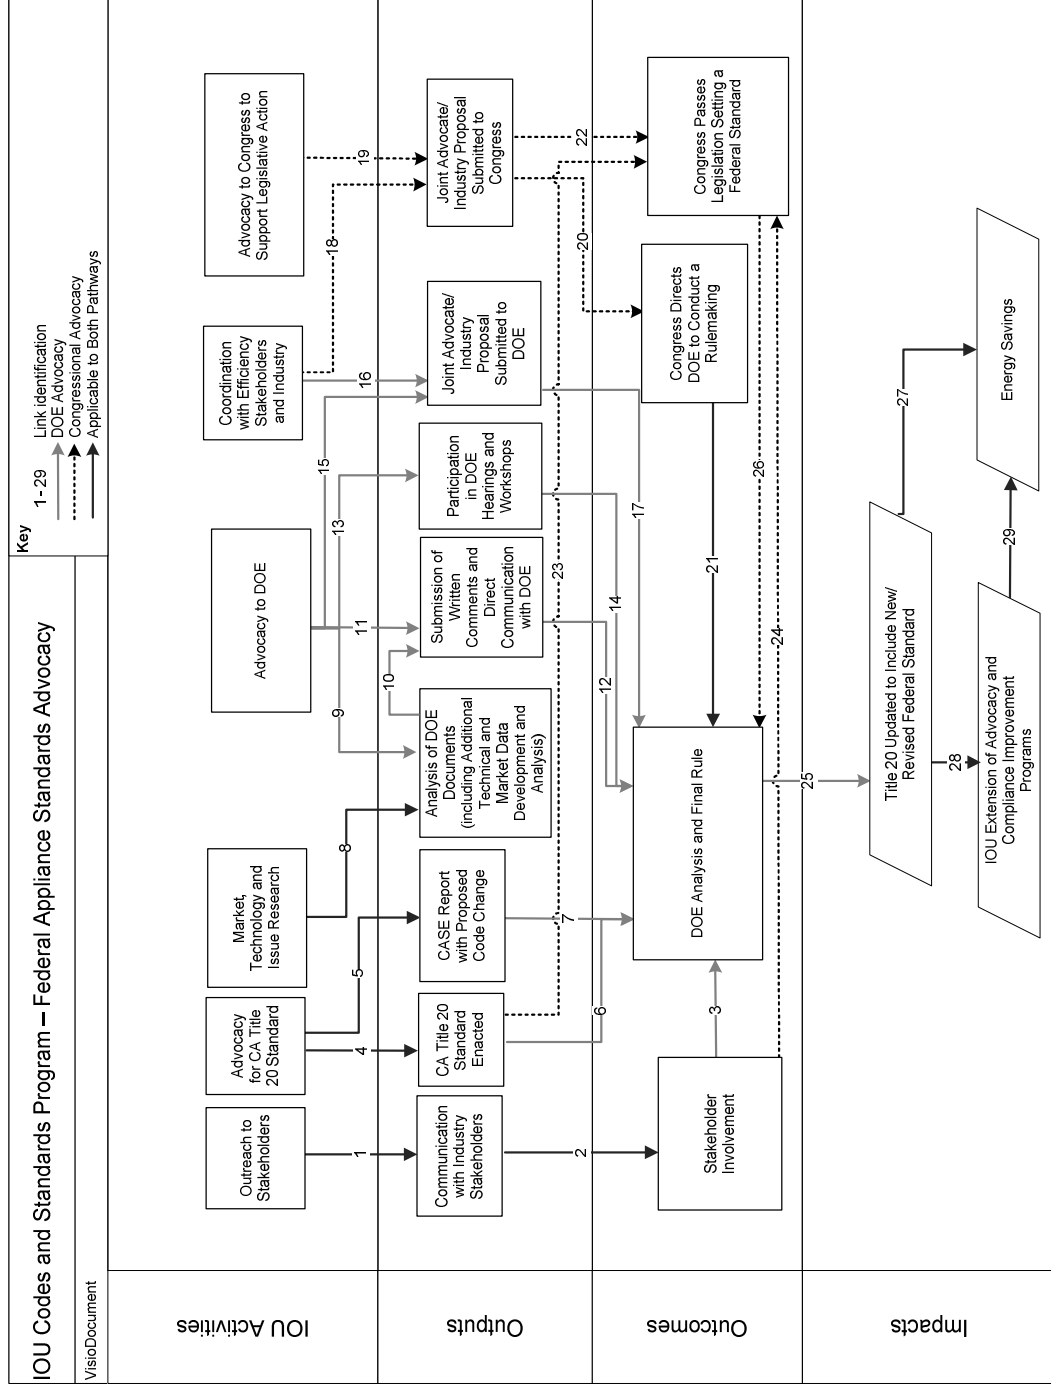 IOU Codes and Standards Program – Federal Appliance Standards Advocacy
VisioDocument
Key
1 - 29
Link identification
DOE Advocacy
Congressional Advocacy
Applicable to Both Pathways
IOU Activities
Outreach to
Stakeholders
Advocacy
for CA Title
20 Standard
Market,
Technology and
Issue Research
Advocacy to DOE
Coordination
with Efficiency
Stakeholders
and Industry
Advocacy to Congress to
Support Legislative Action
1
4
5
8
9
11
13
15
16
18
19
Outputs
Communication
with Industry
Stakeholders
CA Title 20
Standard
Enacted
CASE Report
with Proposed
Code Change
Analysis of DOE
Documents
(including Additional
Technical and
Market Data
Development and
Analysis)
10
Submission of
Written
Comments and
Direct
Communication
with DOE
Participation
in DOE
Hearings and
Workshops
Joint Advocate/
Industry
Proposal
Submitted to
DOE
Joint Advocate/
Industry Proposal
Submitted to
Congress
2
6
7
12
14
23
17
20
22
Outcomes
Stakeholder
Involvement
3
DOE Analysis and Final Rule
21
Congress Directs
DOE to Conduct a
Rulemaking
Congress Passes
Legislation Setting a
Federal Standard
26
24
25
Impacts
Title 20 Updated to Include New/
Revised Federal Standard
27
28
IOU Extension of Advocacy and
Compliance Improvement
Programs
29
Energy Savings